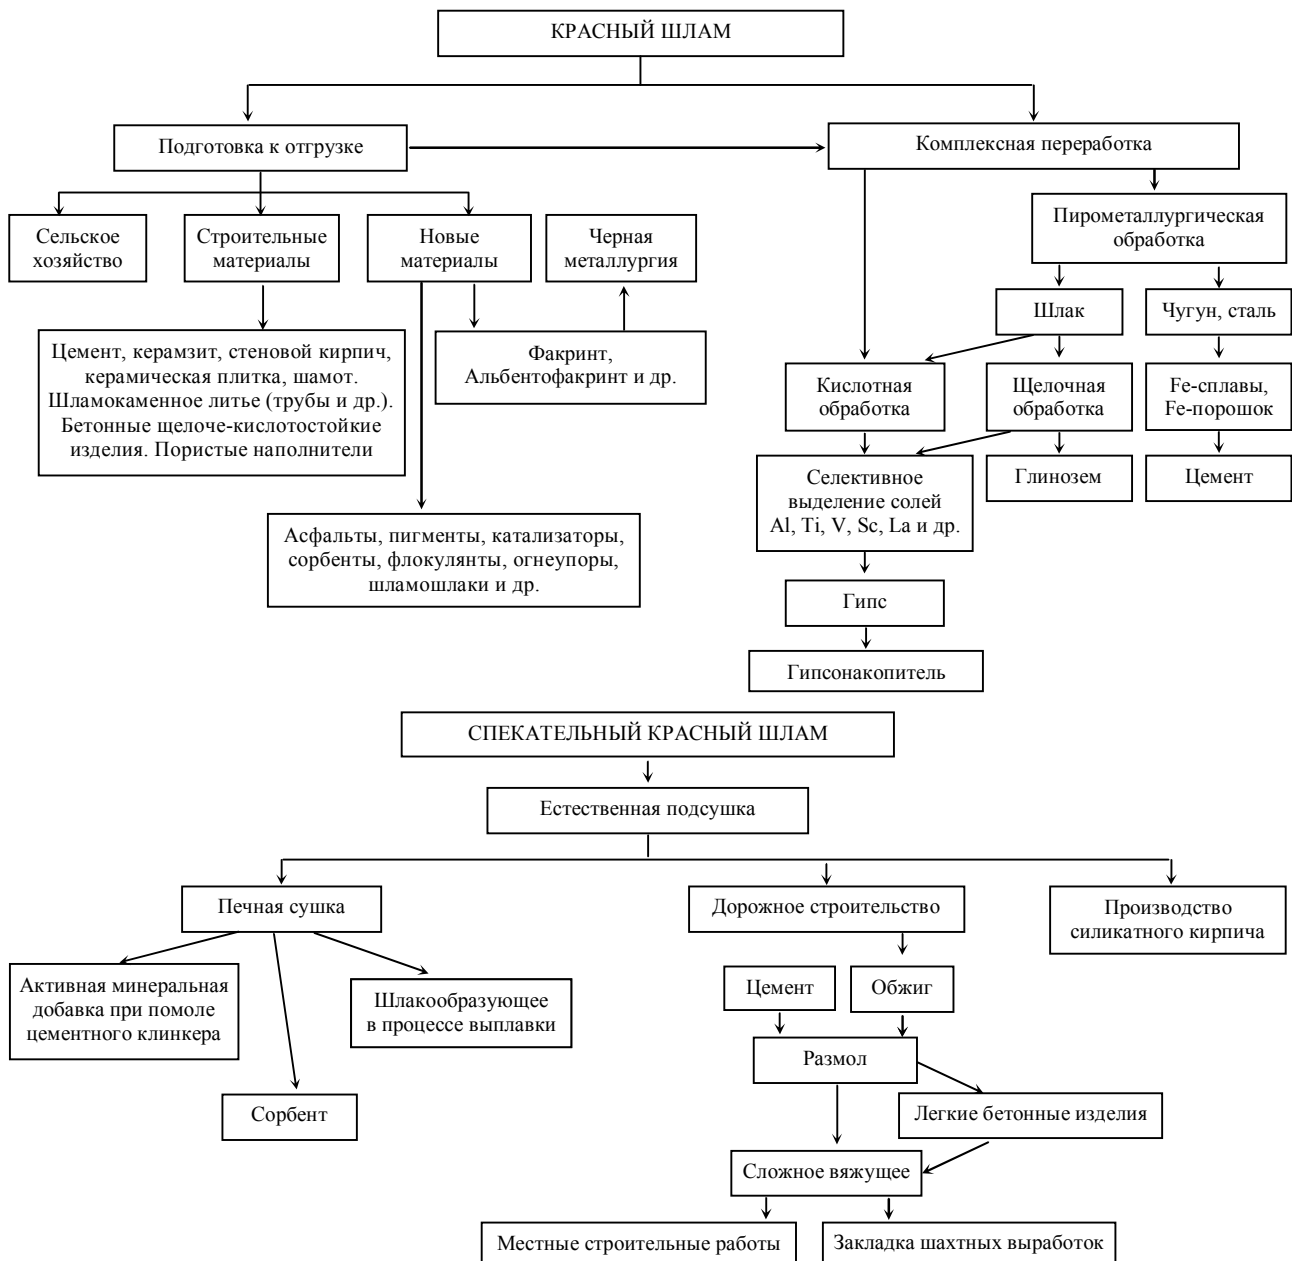 КРАСНЫЙ ШЛАМ
Подготовка к отгрузке
Комплексная переработка
Сельское
хозяйство
Строительные
материалы
Новые
материалы
Черная
металлургия
Пирометаллургическая
обработка
Шлак
Чугун, сталь
Цемент, керамзит, стеновой кирпич,
керамическая плитка, шамот.
Шламокаменное литье (трубы и др.).
Бетонные щелоче-кислотостойкие
изделия. Пористые наполнители
Факринт,
Альбентофакринт и др.
Кислотная
обработка
Щелочная
обработка
Fe-сплавы,
Fe-порошок
Селективное
выделение солей
Al, Ti, V, Sc, La и др.
Глинозем
Цемент
Асфальты, пигменты, катализаторы,
сорбенты, флокулянты, огнеупоры,
шламошлаки и др.
Гипс
Гипсонакопитель
СПЕКАТЕЛЬНЫЙ КРАСНЫЙ ШЛАМ
Естественная подсушка
Печная сушка
Дорожное строительство
Производство
силикатного кирпича
Активная минеральная
добавка при помоле
цементного клинкера
Шлакообразующее
в процессе выплавки
Цемент
Обжиг
Размол
Сорбент
Легкие бетонные изделия
Сложное вяжущее
Местные строительные работы
Закладка шахтных выработок